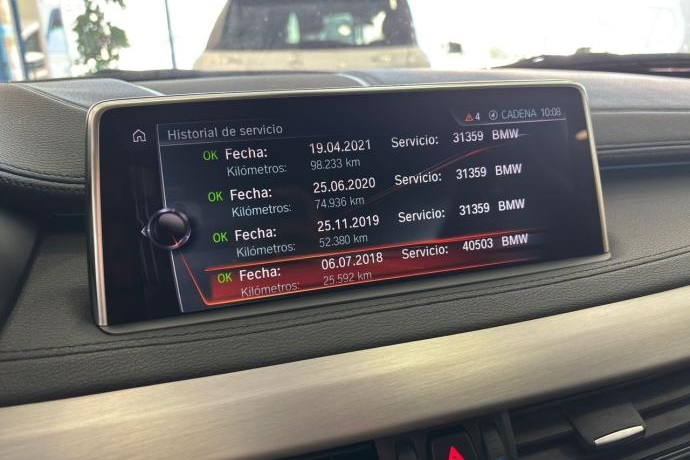 Historial de servicio 4 CADENA 10:08
OK Fecha: 19.04.2021 Servicio: 31359 BMW
Kilómetros: 98.233 km
OK Fecha: 25.06.2020 Servicio: 31359 BMW
Kilómetros: 74.936 km
OK Fecha: 25.11.2019 Servicio: 31359 BMW
Kilómetros: 52.380 km
OK Fecha: 06.07.2018 Servicio: 40503 BMW
Kilómetros: 25.592 km